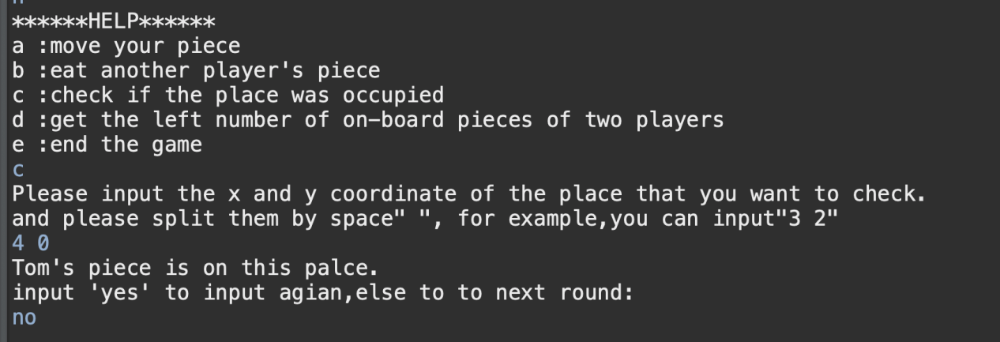 ******HELP******
a :move your piece
b :eat another player's piece
c :check if the place was occupied
d :get the left number of on-board pieces of two players
e :end the game
c
Please input the x and y coordinate of the place that you want to check.
and please split them by space" ", for example,you can input"3 2"
4 0
Tom's piece is on this palce.
input 'yes' to input agian,else to to next round:
no